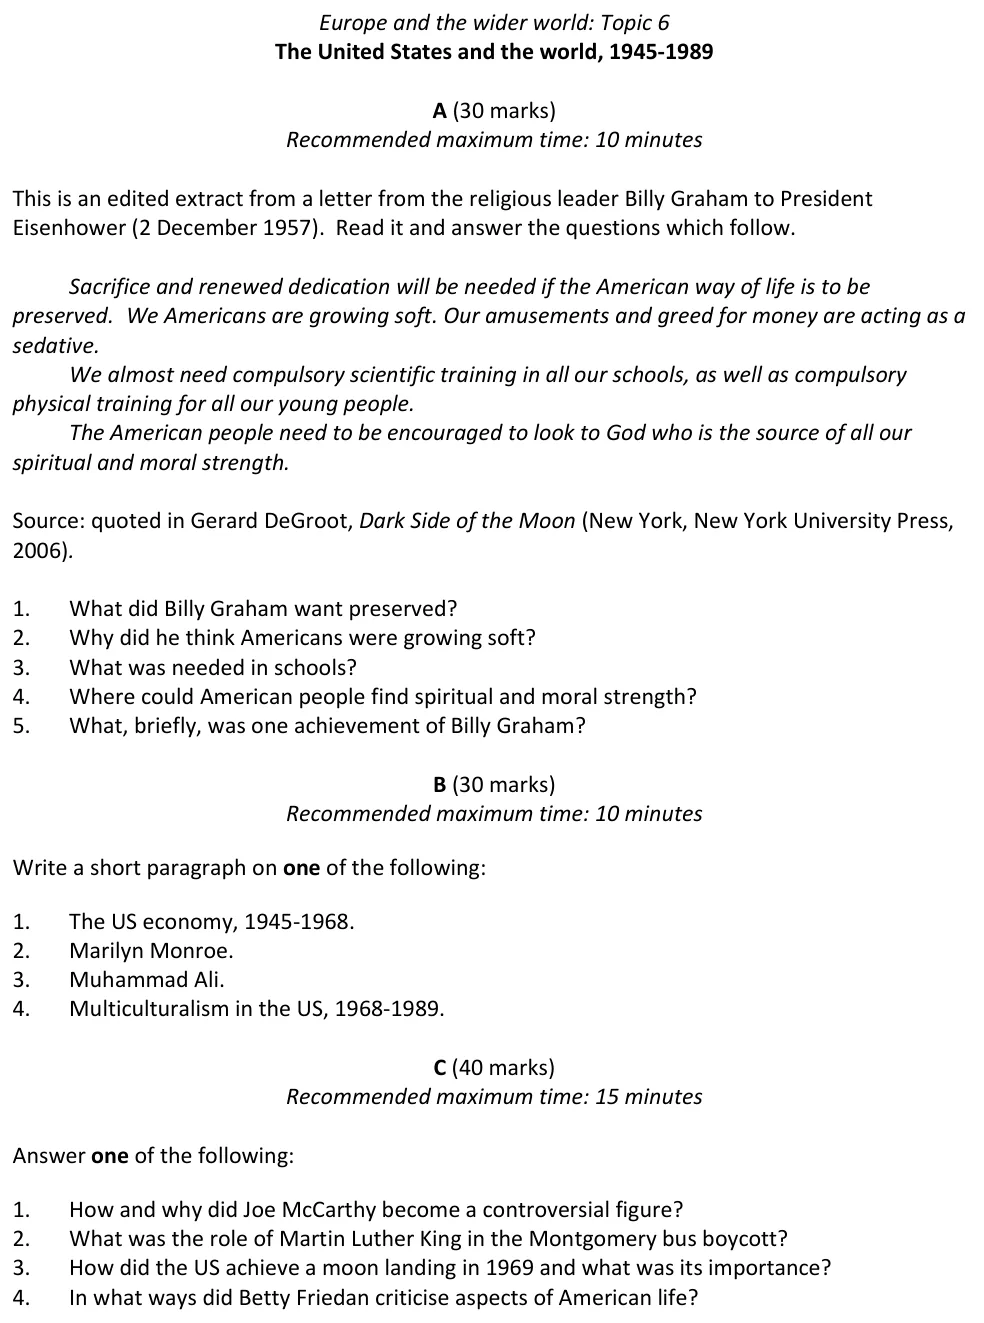 Europe and the wider world: Topic 6
The United States and the world, 1945-1989
A (30 marks)
Recommended maximum time: 10 minutes
This is an edited extract from a letter from the religious leader Billy Graham to President
Eisenhower (2 December 1957).  Read it and answer the questions which follow.
Sacrifice and renewed dedication will be needed if the American way of life is to be
preserved.  We Americans are growing soft. Our amusements and greed for money are acting as a
sedative.
We almost need compulsory scientific training in all our schools, as well as compulsory
physical training for all our young people.
The American people need to be encouraged to look to God who is the source of all our
spiritual and moral strength.
Source: quoted in Gerard DeGroot, Dark Side of the Moon (New York, New York University Press,
2006).
1. What did Billy Graham want preserved?
2. Why did he think Americans were growing soft?
3. What was needed in schools?
4. Where could American people find spiritual and moral strength?
5. What, briefly, was one achievement of Billy Graham?
B (30 marks)
Recommended maximum time: 10 minutes
Write a short paragraph on one of the following:
1. The US economy, 1945-1968.
2. Marilyn Monroe.
3. Muhammad Ali.
4. Multiculturalism in the US, 1968-1989.
C (40 marks)
Recommended maximum time: 15 minutes
Answer one of the following:
1. How and why did Joe McCarthy become a controversial figure?
2. What was the role of Martin Luther King in the Montgomery bus boycott?
3. How did the US achieve a moon landing in 1969 and what was its importance?
4. In what ways did Betty Friedan criticise aspects of American life?